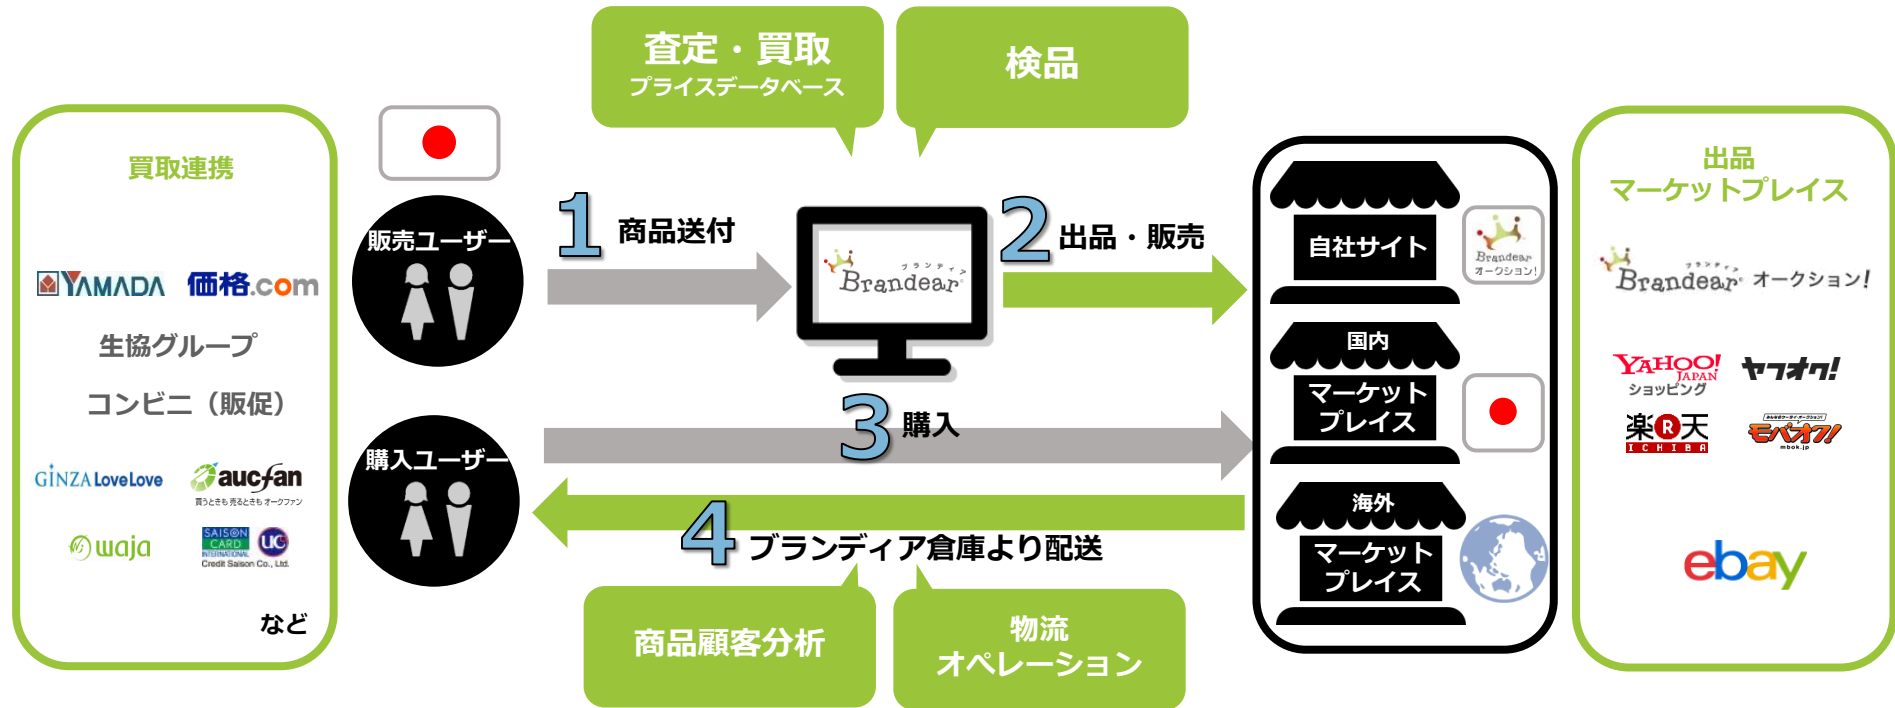 査定・買取
プライスデータベース
検品
買取連携
YAMADA
価格.com
生協グループ
コンビニ（販促）
GINZA LoveLove
aucfan
買うときも 売るときも オークファン
waja
SAISON
CARD
INTERNATIONAL
UC
Credit Saison Co., Ltd.
など
販売ユーザー
購入ユーザー
1 商品送付
ブランディア
Brandear
2 出品・販売
3 購入
4 ブランディア倉庫より配送
商品顧客分析
物流
オペレーション
自社サイト
Brandear
オークション!
国内
マーケット
プレイス
海外
マーケット
プレイス
出品
マーケットプレイス
ブランディア
Brandear オークション!
YAHOO!
JAPAN
ショッピング
ヤフオク!
楽R天
ICHIBA
モバオク!
mbok.jp
ebay